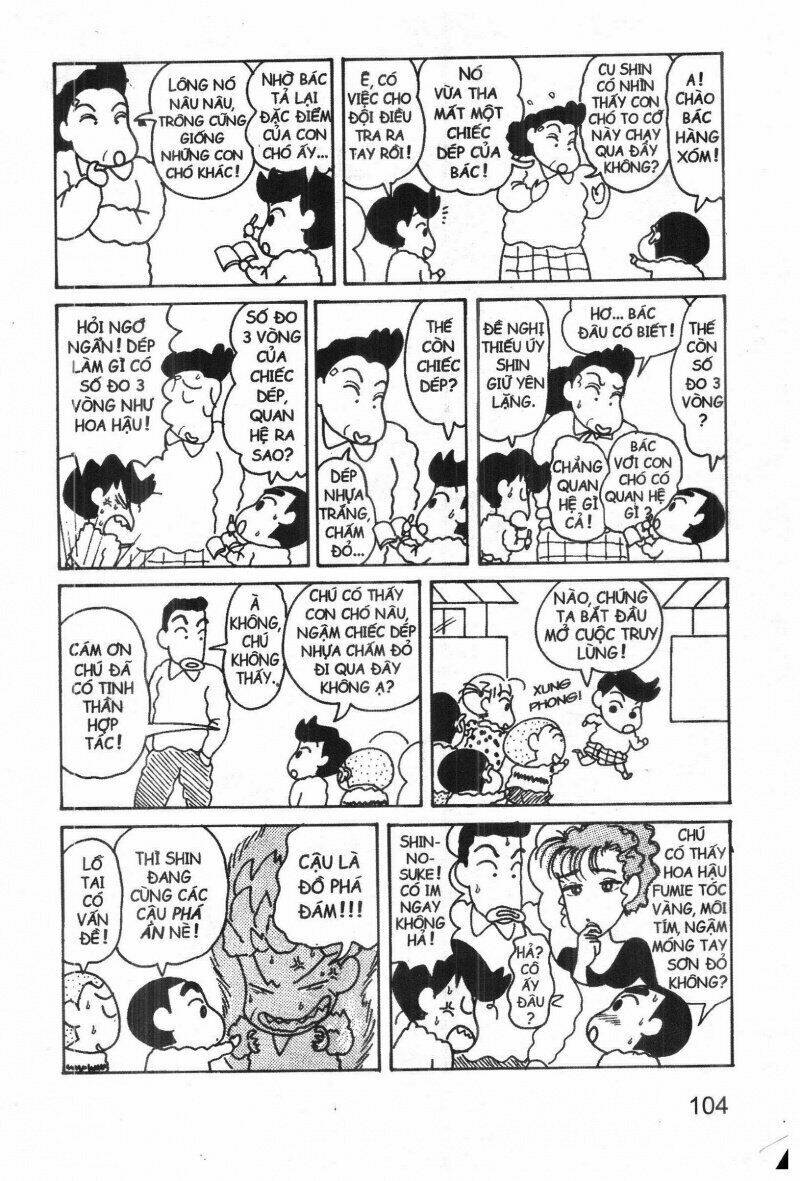 A!
CHÀO
BÁC
HÀNG
XÓM!
CU SHIN
CÓ NHÌN
THẤY CON
CHÓ TO CỠ
NÀY CHẠY
QUA ĐÂY
KHÔNG?
NÓ
VỪA THA
MẤT MỘT
CHIẾC
DÉP CỦA
BÁC!
Ê, CÓ
VIỆC CHO
ĐỘI ĐIỀU
TRA RA
TAY RỒI!
NHỜ BÁC
TẢ LẠI
ĐẶC ĐIỂM
CỦA CON
CHÓ ẤY...
LÔNG NÓ
NÂU NÂU,
TRÔNG CŨNG
GIỐNG
NHỮNG CON
CHÓ KHÁC!
THẾ
CÒN
SỐ ĐO 3
VÒNG
?
HƠ... BÁC
ĐÂU CÓ BIẾT!
BÁC
VỚI CON
CHÓ CÓ
QUAN HỆ
GÌ?
CHẲNG
QUAN
HỆ GÌ
CẢ!
ĐỀ NGHỊ
THIẾU ÚY
SHIN
GIỮ YÊN
LẶNG.
THẾ
CÒN
CHIẾC
DÉP?
DÉP
NHỰA
TRẮNG,
CHẤM
ĐỎ...
SỐ ĐO
3 VÒNG
CỦA
CHIẾC
DÉP,
QUAN
HỆ RA
SAO?
HỎI NGỚ
NGẨN! DÉP
LÀM GÌ CÓ
SỐ ĐO 3
VÒNG NHƯ
HOA HẬU!
NÀO, CHÚNG
TA BẮT ĐẦU
MỞ CUỘC TRUY
LÙNG!
XUNG
PHONG!
CHÚ CÓ THẤY
CON CHÓ NÂU,
NGẬM CHIẾC DÉP
NHỰA CHẤM ĐỎ
ĐI QUA ĐÂY
KHÔNG Ạ?
À
KHÔNG,
CHÚ
KHÔNG
THẤY.
CÁM ƠN
CHÚ ĐÃ
CÓ TINH
THẦN
HỢP
TÁC!
CHÚ
CÓ THẤY
HOA HẬU
FUMIE TÓC
VÀNG, MÔI
TÍM, NGẬM
MÓNG TAY
SƠN ĐỎ
KHÔNG?
HẢ?
CÔ
ẤY
ĐÂU
?
SHIN-
NO-
SUKE!
CÓ IM
NGAY
KHÔNG
HẢ!
CẬU LÀ
ĐỒ PHÁ
ĐÁM!!!
THÌ SHIN
ĐANG
CÙNG CÁC
CẬU PHÁ
ÁN NÈ!
LỖ
TAI
CÓ
VẤN
ĐỀ!
104